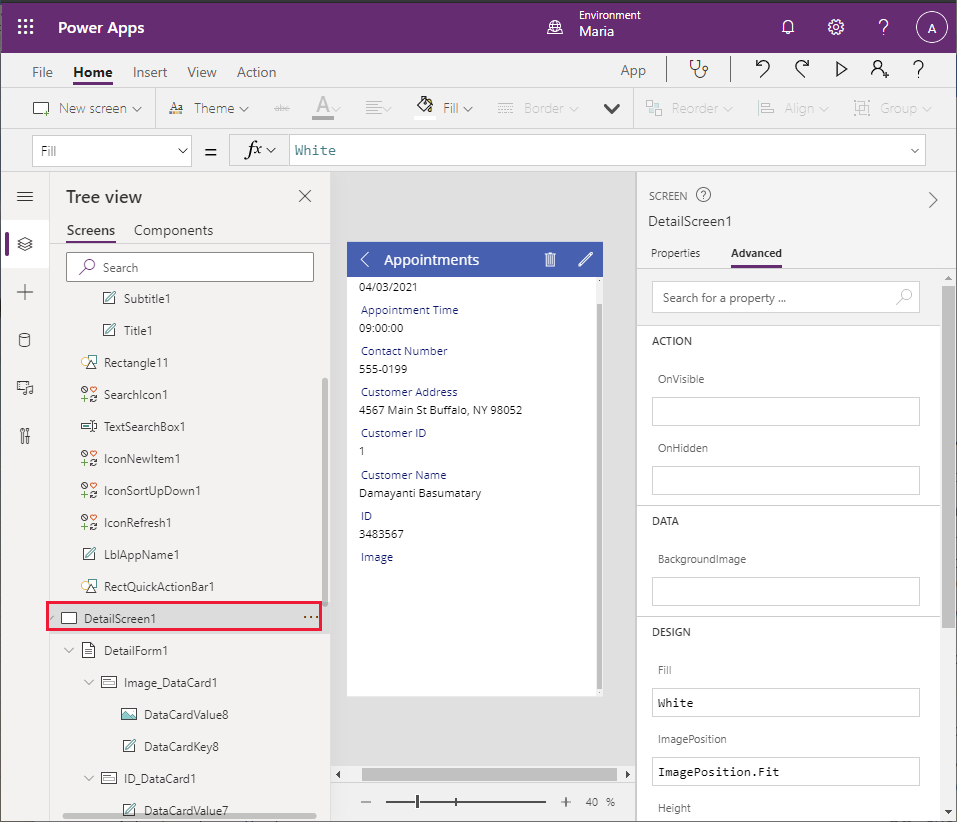 Power Apps
Environment
Maria
?
A
File Home Insert View Action App ?
New screen Theme abc A Fill Border Reorder Align Group
Fill = fx White
Tree view
Screens Components
Search
Subtitle1
Title1
Rectangle11
SearchIcon1
TextSearchBox1
IconNewItem1
IconSortUpDown1
IconRefresh1
LblAppName1
RectQuickActionBar1
DetailScreen1 ...
DetailForm1
Image_DataCard1
DataCardValue8
DataCardKey8
ID_DataCard1
DataCardValue7
Appointments
04/03/2021
Appointment Time
09:00:00
Contact Number
555-0199
Customer Address
4567 Main St Buffalo, NY 98052
Customer ID
1
Customer Name
Damayanti Basumatary
ID
3483567
Image
40 %
SCREEN ?
DetailScreen1
Properties Advanced
Search for a property ...
ACTION
OnVisible
OnHidden
DATA
BackgroundImage
DESIGN
Fill
White
ImagePosition
ImagePosition.Fit
Height